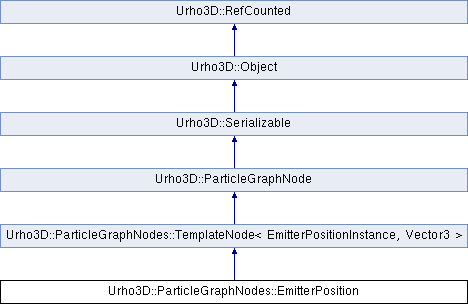 Urho3D::RefCounted
Urho3D::Object
Urho3D::Serializable
Urho3D::ParticleGraphNode
Urho3D::ParticleGraphNodes::TemplateNode< EmitterPositionInstance, Vector3 >
Urho3D::ParticleGraphNodes::EmitterPosition